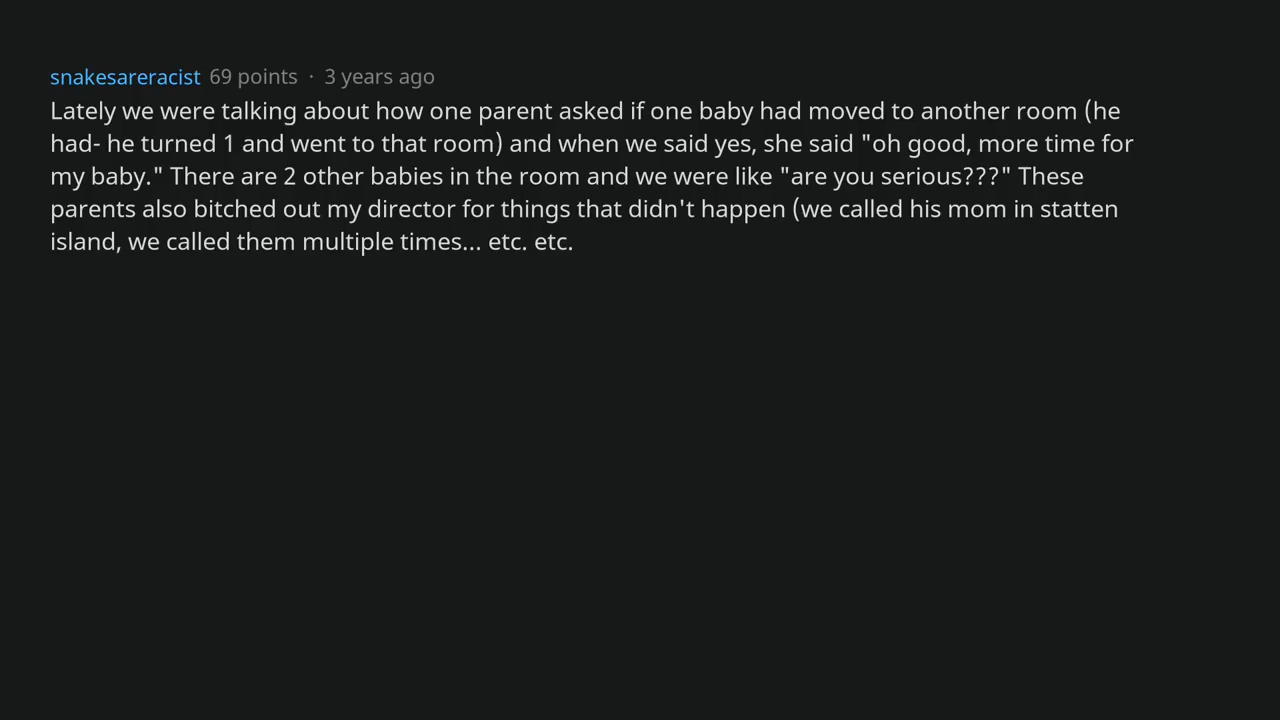 snakesareracist 69 points · 3 years ago
Lately we were talking about how one parent asked if one baby had moved to another room (he
had- he turned 1 and went to that room) and when we said yes, she said "oh good, more time for
my baby." There are 2 other babies in the room and we were like "are you serious???" These
parents also bitched out my director for things that didn't happen (we called his mom in statten
island, we called them multiple times... etc. etc.